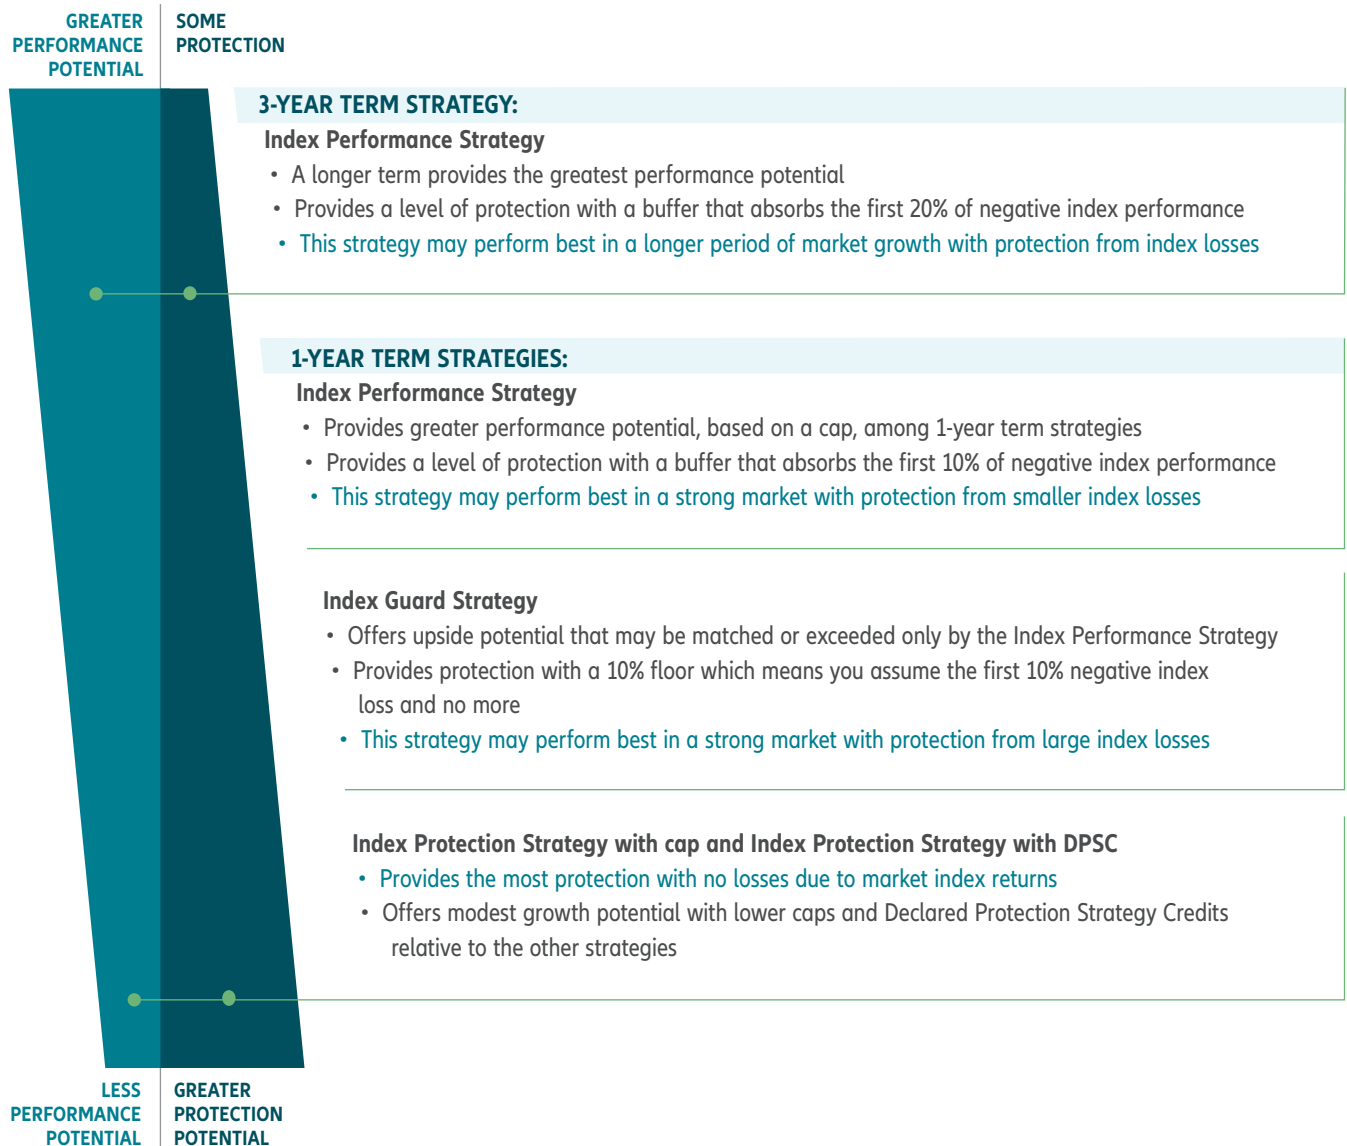 GREATER
PERFORMANCE
POTENTIAL
SOME
PROTECTION
3-YEAR TERM STRATEGY:
Index Performance Strategy
• A longer term provides the greatest performance potential
• Provides a level of protection with a buffer that absorbs the first 20% of negative index performance
• This strategy may perform best in a longer period of market growth with protection from index losses
1-YEAR TERM STRATEGIES:
Index Performance Strategy
• Provides greater performance potential, based on a cap, among 1-year term strategies
• Provides a level of protection with a buffer that absorbs the first 10% of negative index performance
• This strategy may perform best in a strong market with protection from smaller index losses
Index Guard Strategy
• Offers upside potential that may be matched or exceeded only by the Index Performance Strategy
• Provides protection with a 10% floor which means you assume the first 10% negative index
loss and no more
• This strategy may perform best in a strong market with protection from large index losses
Index Protection Strategy with cap and Index Protection Strategy with DPSC
• Provides the most protection with no losses due to market index returns
• Offers modest growth potential with lower caps and Declared Protection Strategy Credits
relative to the other strategies
LESS
PERFORMANCE
POTENTIAL
GREATER
PROTECTION
POTENTIAL